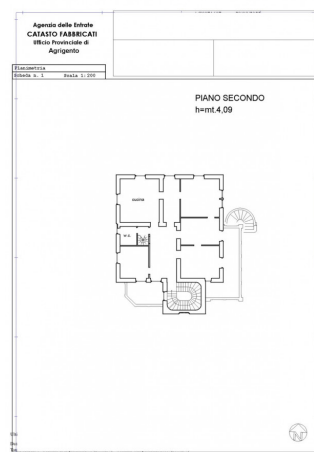 Agenzia delle Entrate
CATASTO FABBRICATI
Ufficio Provinciale di
Agrigento
Planimetria
Scheda n. 1 Scala 1:200
PIANO SECONDO
h=mt.4,09
W.C.
N